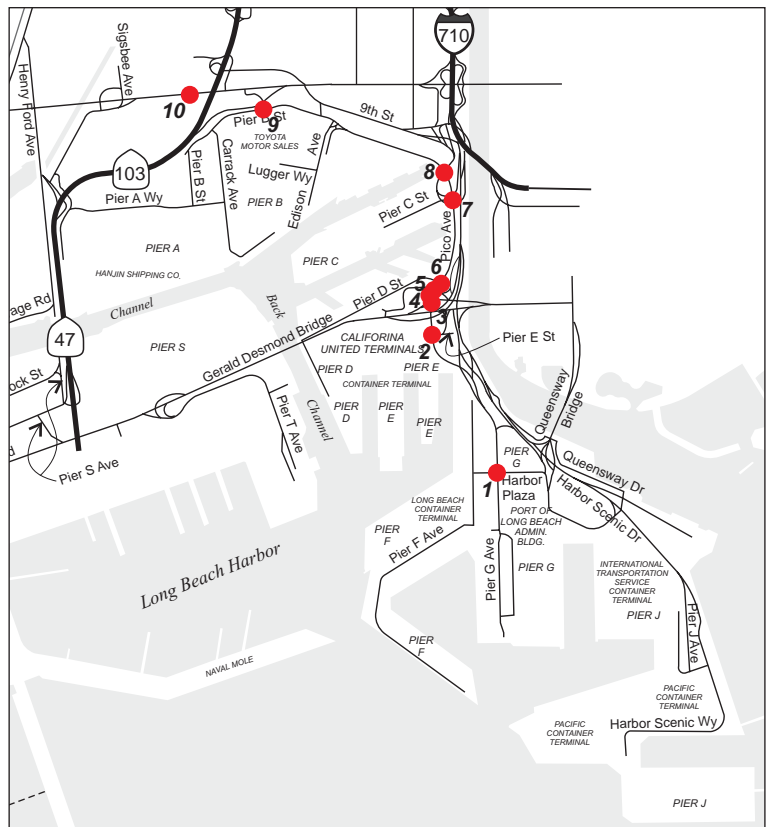 Sigsbee Ave
710
Henry Ford Ave
10
9
Pier B St
9th St
TOYOTA
MOTOR SALES
Ave
Edison
Carrack Ave
Lugger Wy
8
103
Pier B St
Pier A Wy
PIER B
7
Pier C St
Pico Ave
PIER A
HANJIN SHIPPING CO.
PIER C
6
5
4
3
2
Pier D St
age Rd
Channel
Back
Channel
47
PIER S
Gerald Desmond Bridge
CALIFORINA
UNITED TERMINALS
Pier E St
PIER D
PIER E
CONTAINER TERMINAL
ock St
Queensway
Bridge
PIER
D
PIER
E
PIER
E
Pier T Ave
d
Pier S Ave
PIER
G
Queensway Dr
1
Harbor
Plaza
Harbor Scenic Dr
LONG BEACH
CONTAINER
TERMINAL
PORT OF
LONG BEACH
ADMIN.
BLDG.
PIER
F
Pier F Ave
Long Beach Harbor
Pier G Ave
PIER G
INTERNATIONAL
TRANSPORTATION
SERVICE
CONTAINER
TERMINAL
PIER J
Pier J Ave
PIER
F
NAVAL MOLE
PACIFIC
CONTAINER
TERMINAL
Harbor Scenic Wy
PACIFIC
CONTAINER
TERMINAL
PIER J